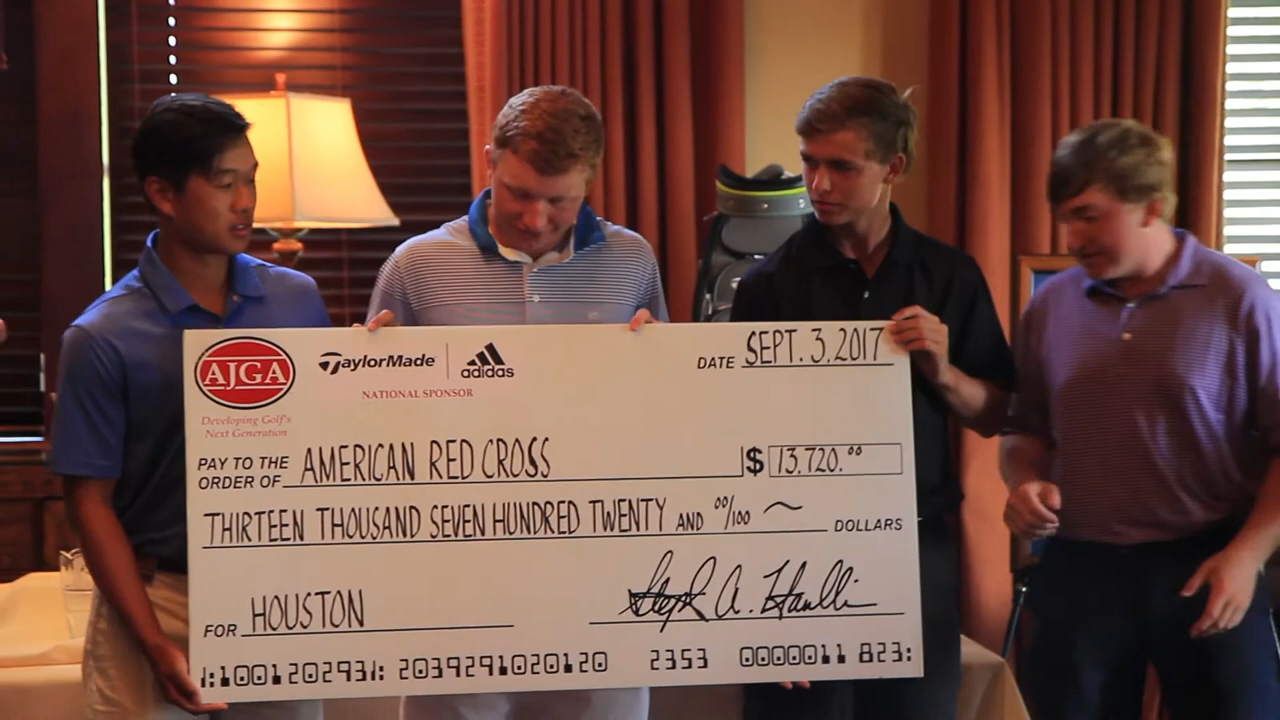 AJGA
Developing Golf's
Next Generation
TaylorMade adidas
NATIONAL SPONSOR
DATE SEPT. 3, 2017
PAY TO THE
ORDER OF AMERICAN RED CROSS $ 13,720.00
THIRTEEN THOUSAND SEVEN HUNDRED TWENTY AND 00/100 ~ DOLLARS
FOR HOUSTON
⑆100120293⑆ 2039291020120 2353 0000011 823: